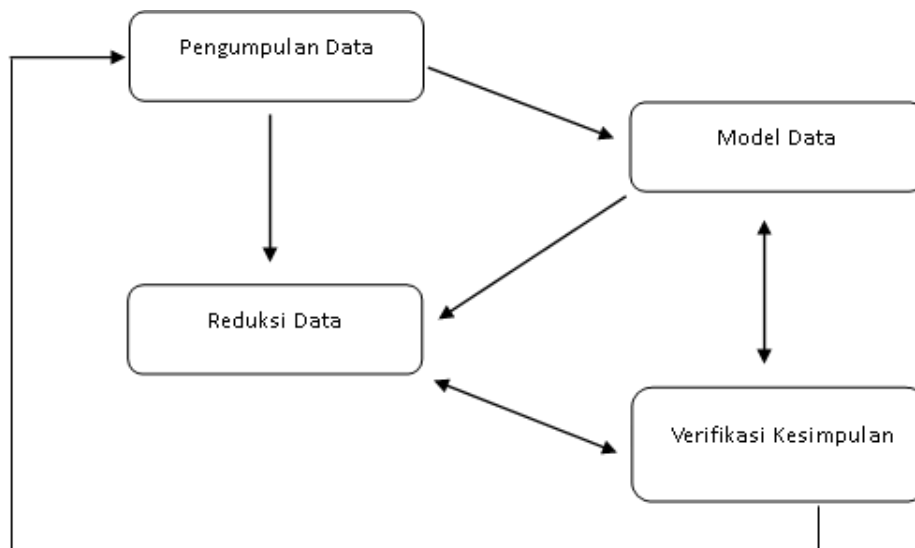 Pengumpulan Data
Model Data
Reduksi Data
Verifikasi Kesimpulan